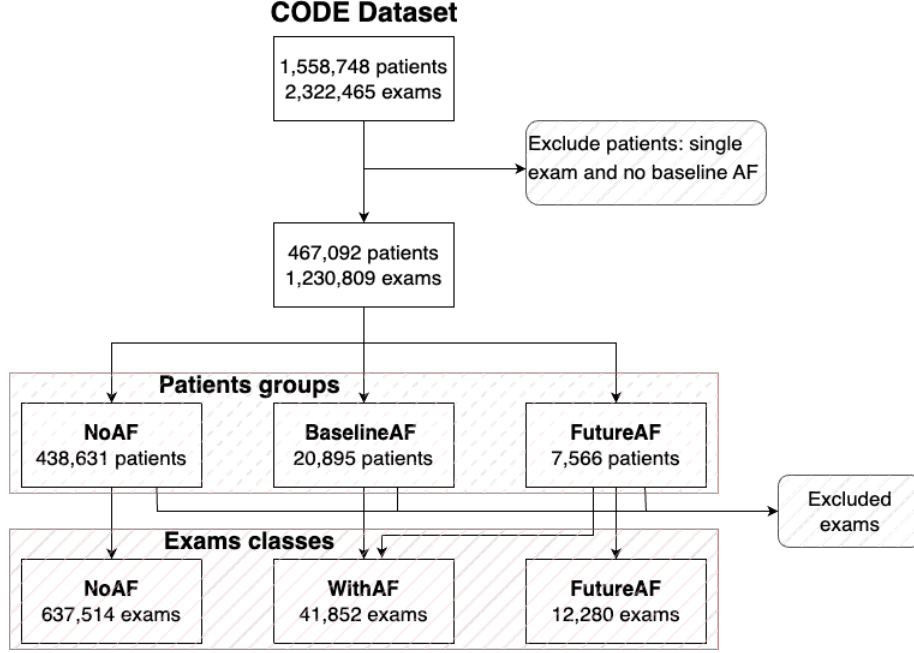 CODE Dataset
1,558,748 patients
2,322,465 exams
Exclude patients: single
exam and no baseline AF
467,092 patients
1,230,809 exams
Patients groups
NoAF
438,631 patients
BaselineAF
20,895 patients
FutureAF
7,566 patients
Excluded
exams
Exams classes
NoAF
637,514 exams
WithAF
41,852 exams
FutureAF
12,280 exams